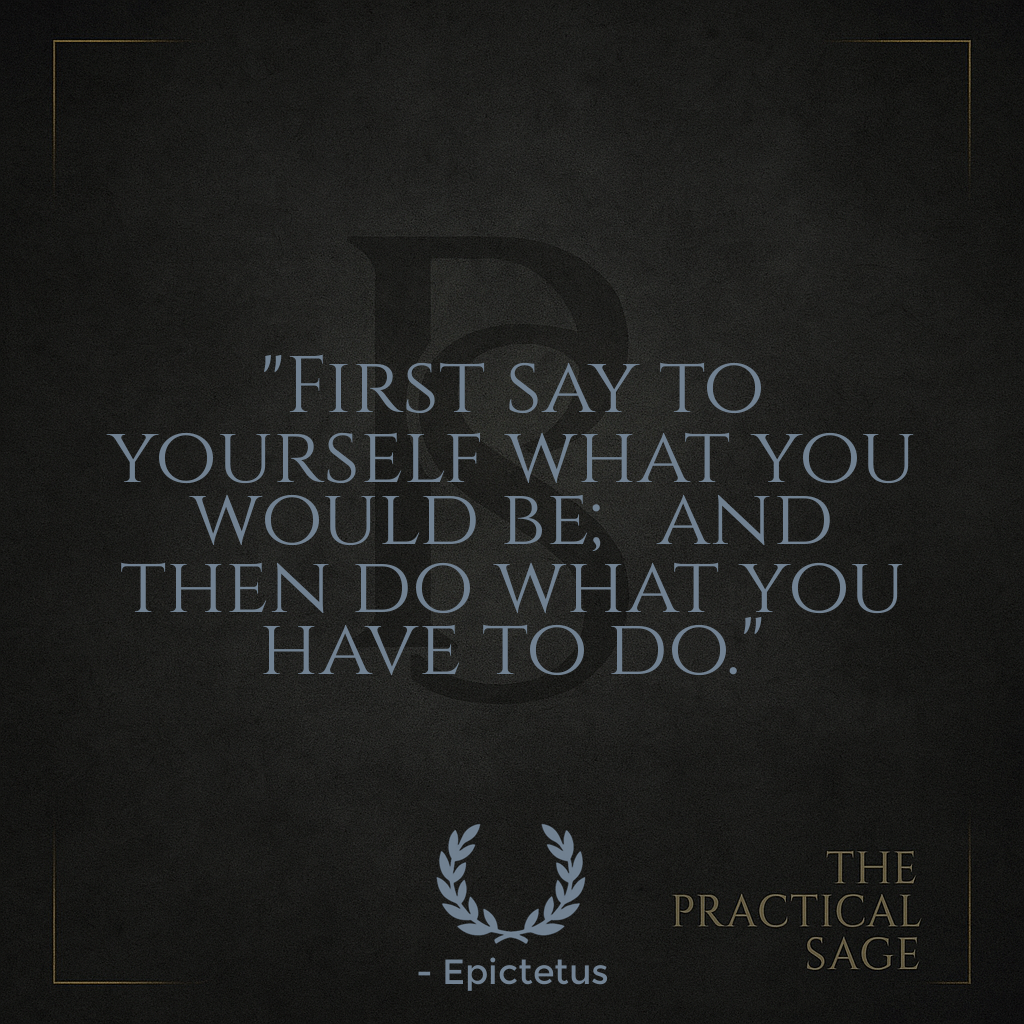 "First say to
yourself what you
would be;  and
then do what you
have to do."
- Epictetus
THE
PRACTICAL
SAGE